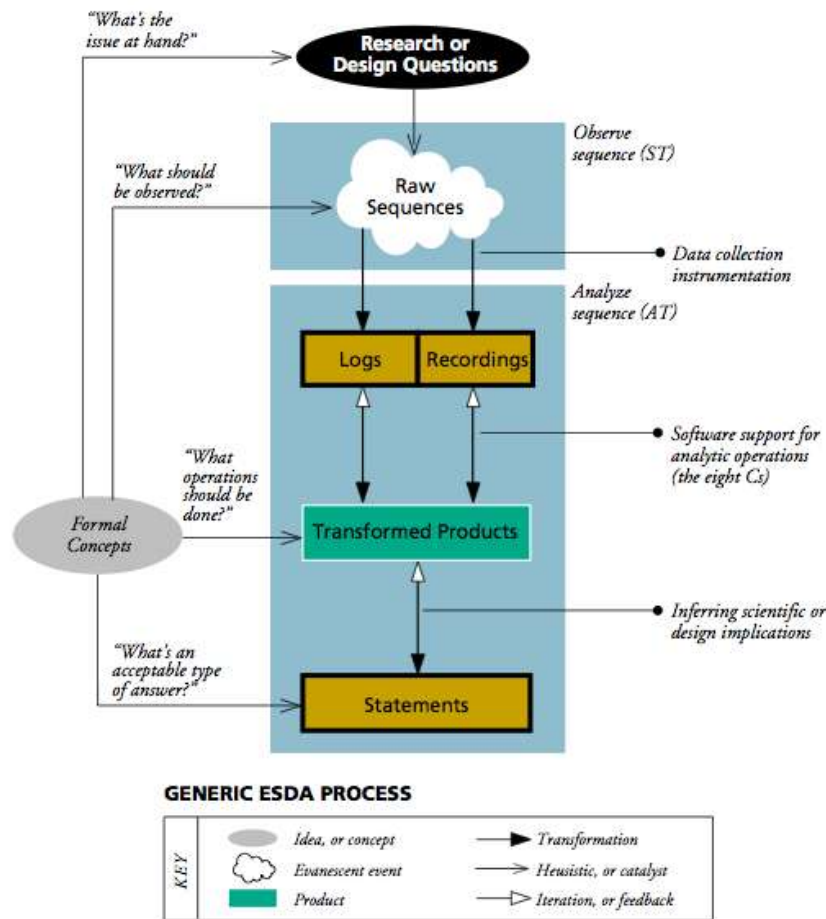 "What's the
issue at hand?"
Research or
Design Questions
Observe
sequence (ST)
"What should
be observed?"
Raw
Sequences
Data collection
instrumentation
Analyze
sequence (AT)
Logs
Recordings
"What
operations
should be
done?"
Software support for
analytic operations
(the eight Cs)
Formal
Concepts
Transformed Products
Inferring scientific or
design implications
"What's an
acceptable type
of answer?"
Statements
GENERIC ESDA PROCESS
KEY
Idea, or concept
Transformation
Evanescent event
Heusistic, or catalyst
Product
Iteration, or feedback